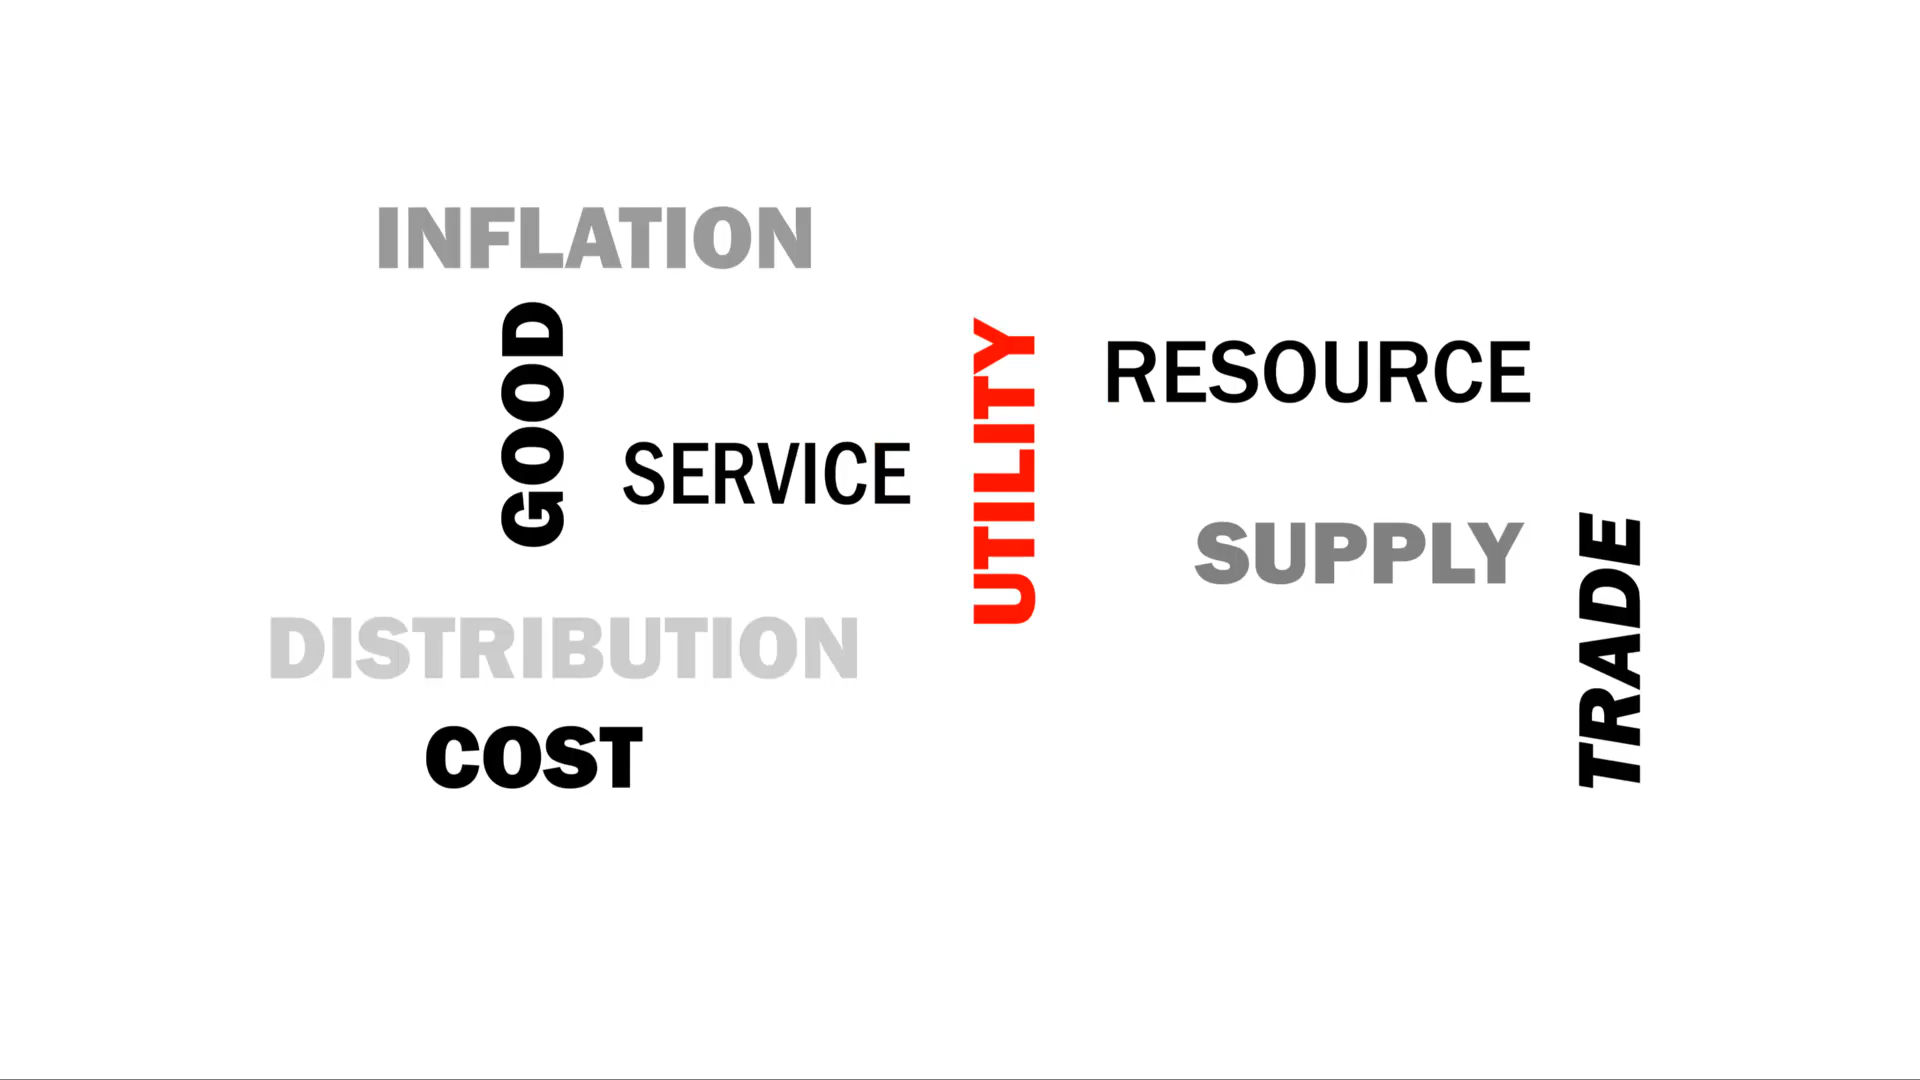 INFLATION
GOOD
SERVICE
UTILITY
RESOURCE
SUPPLY
TRADE
DISTRIBUTION
COST